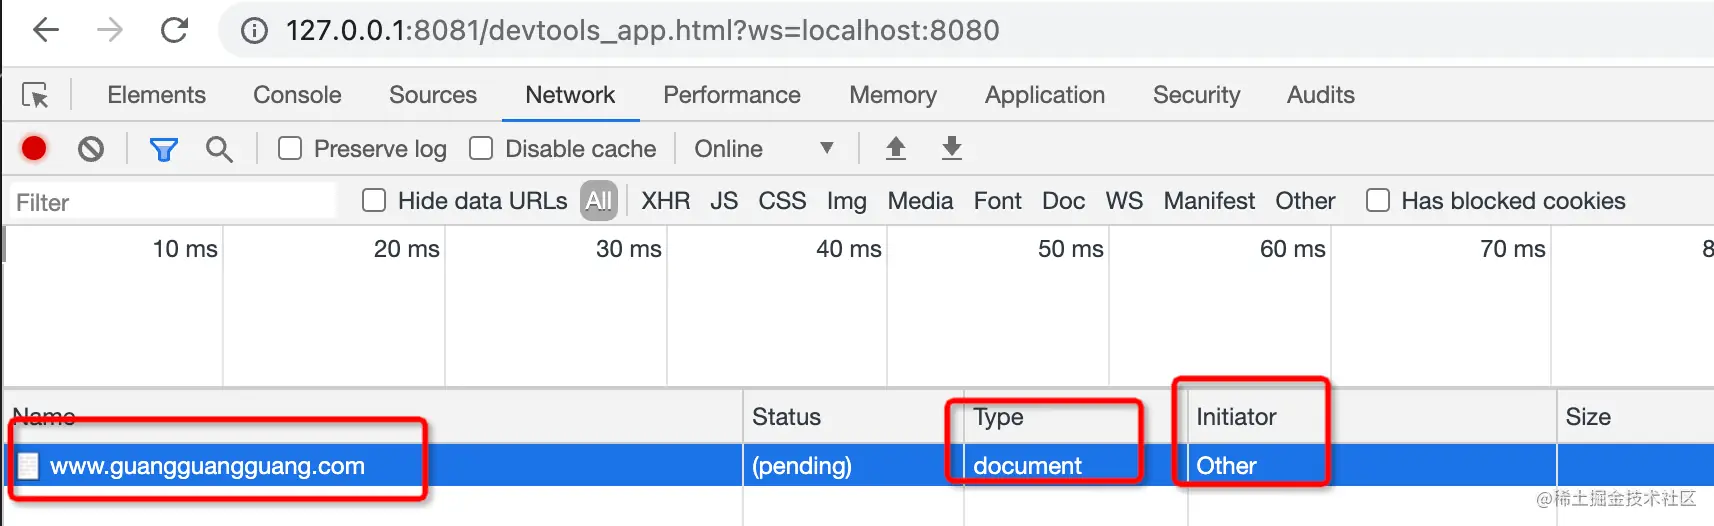 127.0.0.1:8081/devtools_app.html?ws=localhost:8080
Elements Console Sources Network Performance Memory Application Security Audits
Preserve log Disable cache Online
Filter Hide data URLs All XHR JS CSS Img Media Font Doc WS Manifest Other Has blocked cookies
10 ms 20 ms 30 ms 40 ms 50 ms 60 ms 70 ms 8
Name Status Type Initiator Size
www.guangguangguang.com (pending) document Other
@稀土掘金技术社区